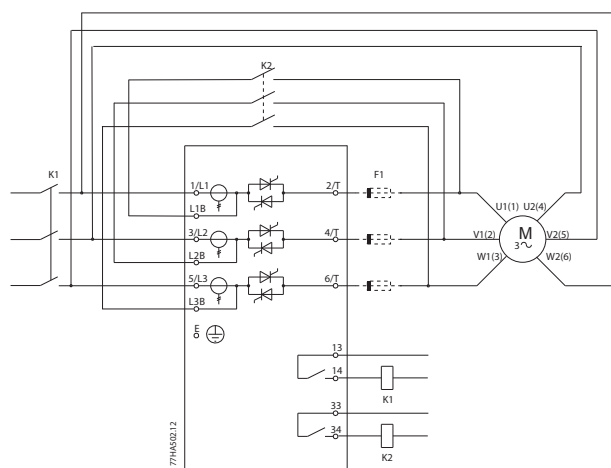 K2
K1
F1
1/L1
2/T
L1B
U1(1) U2(4)
3/L2
4/T
V1(2)
M
3
V2(5)
L2B
W1(3)
W2(6)
5/L3
6/T
L3B
E
13
14
K1
33
34
K2
177HA502.12